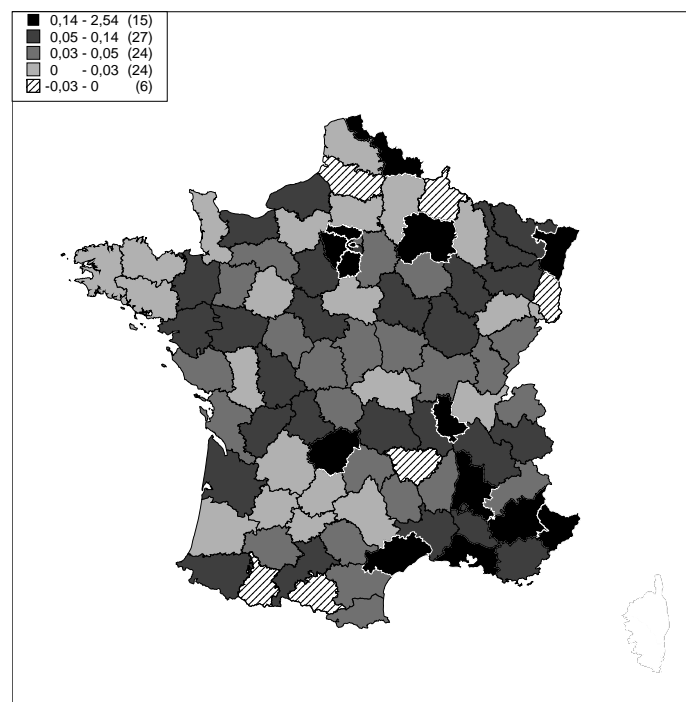 0,14 - 2,54 (15)
0,05 - 0,14 (27)
0,03 - 0,05 (24)
0 - 0,03 (24)
-0,03 - 0 (6)